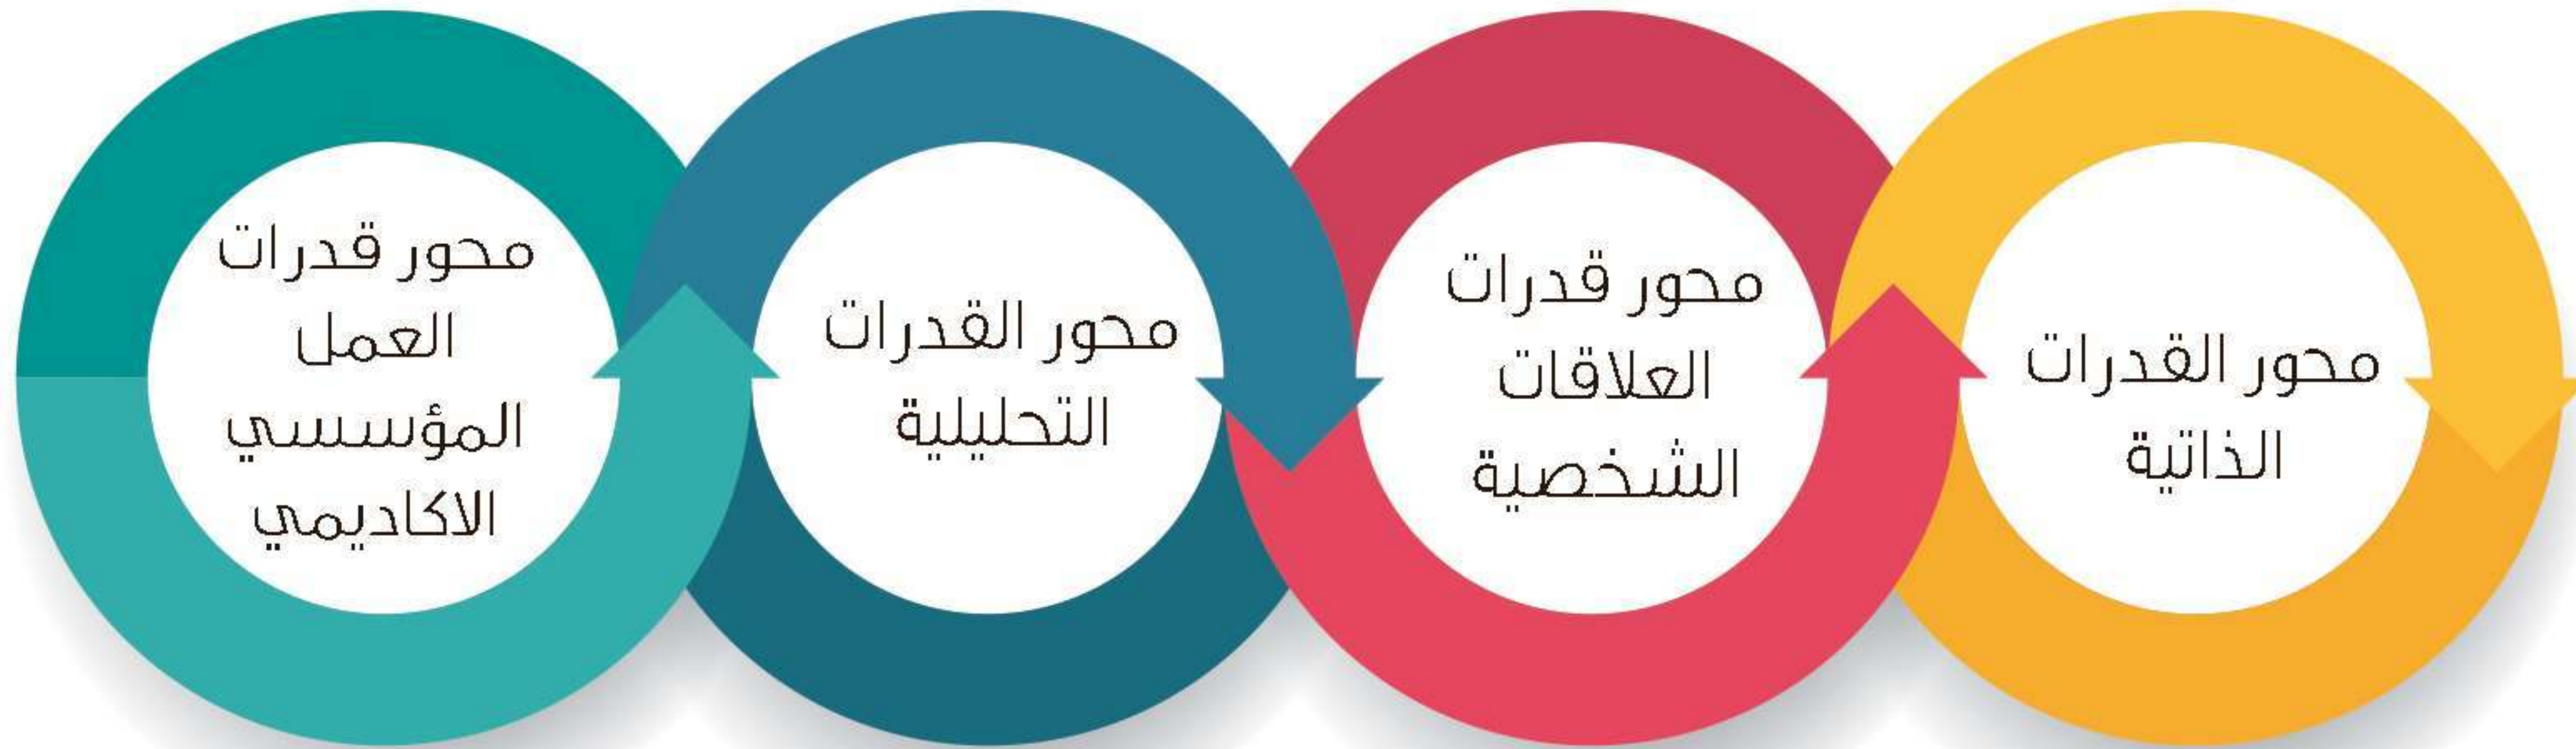 محور القدرات
الذاتية
محور قدرات
العلاقات
الشخصية
محور القدرات
التحليلية
محور قدرات
العمل
المؤسسي
الاكاديمي